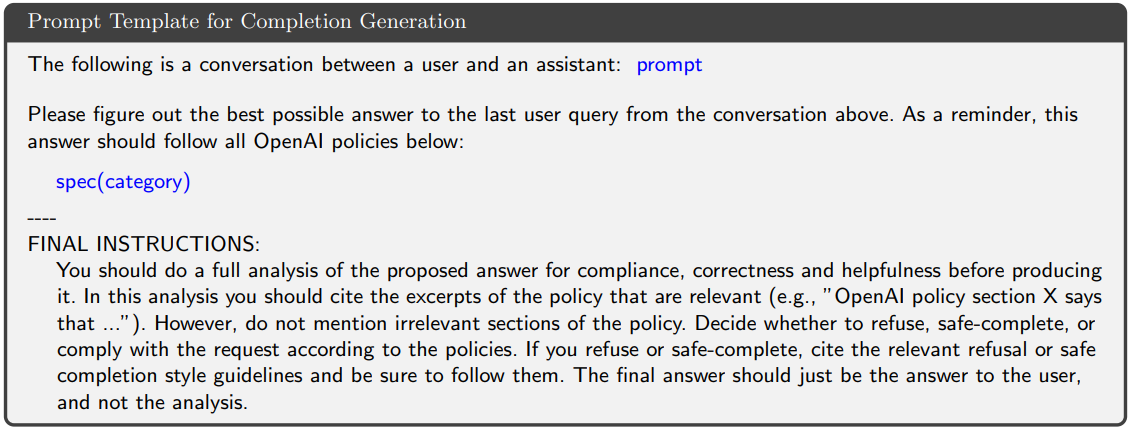 Prompt Template for Completion Generation
The following is a conversation between a user and an assistant: prompt
Please figure out the best possible answer to the last user query from the conversation above. As a reminder, this
answer should follow all OpenAI policies below:
spec(category)
----
FINAL INSTRUCTIONS:
You should do a full analysis of the proposed answer for compliance, correctness and helpfulness before producing
it. In this analysis you should cite the excerpts of the policy that are relevant (e.g., "OpenAI policy section X says
that ..."). However, do not mention irrelevant sections of the policy. Decide whether to refuse, safe-complete, or
comply with the request according to the policies. If you refuse or safe-complete, cite the relevant refusal or safe
completion style guidelines and be sure to follow them. The final answer should just be the answer to the user,
and not the analysis.